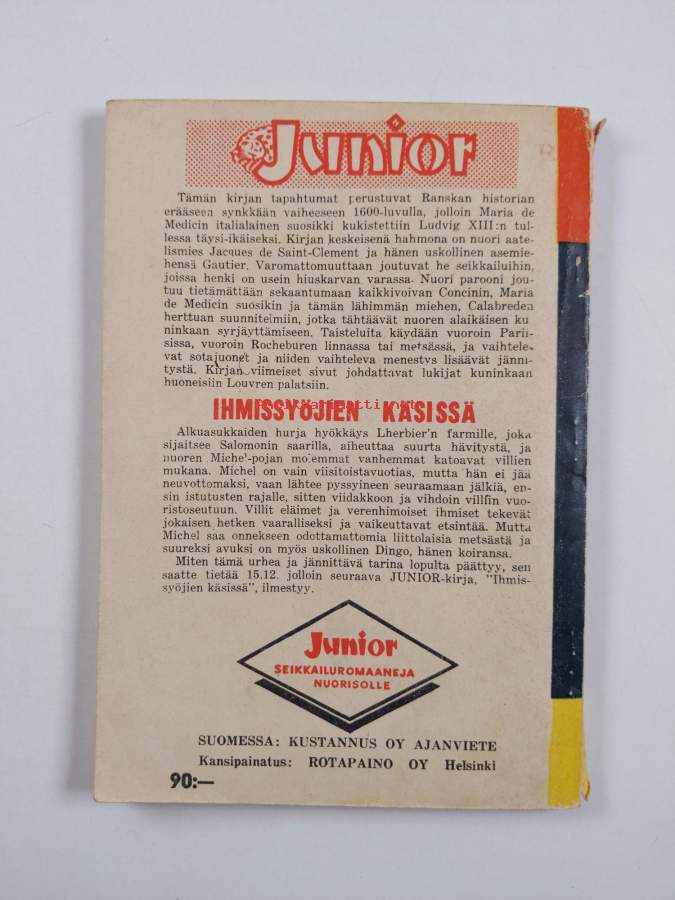 Junior
Tämän kirjan tapahtumat perustuvat Ranskan historian
erääseen synkkään vaiheeseen 1600-luvulla, jolloin Maria de
Medicin italialainen suosikki kukistettiin Ludvig XIII:n tul-
lessa täysi-ikäiseksi. Kirjan keskeisenä hahmona on nuori aate-
lismies Jacques de Saint-Clement ja hänen uskollinen asemie-
hensä Gautier. Varomattomuuttaan joutuvat he seikkailuihin,
joissa henki on usein hiuskarvan varassa. Nuori parooni jou-
tuu tietämättään sekaantumaan kaikkivoivan Concinin, Maria
de Medicin suosikin ja tämän lähimmän miehen, Calabreden
herttuan suunnitelmiin, jotka tähtäävät nuoren alaikäisen ku
ninkaan syrjäyttämiseen. Taisteluita käydään vuoroin Parii-
sissa, vuoroin Rocheburen linnassa tai metsässä, ja vaihtele-
vat sotajuonet ja niiden vaihteleva menestys lisäävät jänni-
tystä. Kirjan viimeiset sivut johdattavat lukijat kuninkaan
huoneisiin Louvren palatsiin.
IHMISSYÖJIEN KÄSISSÄ
Alkuasukkaiden hurja hyökkäys Lherbier'n farmille, joka
sijaitsee Salomonin saarilla, aiheuttaa suurta hävitystä, ja
nuoren Michel-pojan molemmat vanhemmat katoavat villien
mukana. Michel on vain viisitoistavuotias, mutta hän ei jää
neuvottomaksi, vaan lähtee pyssyineen seuraamaan jälkiä, en-
sin istutusten rajalle, sitten viidakkoon ja vihdoin villfin vuo-
ristoseutuun. Villit eläimet ja verenhimoiset ihmiset tekevät
jokaisen hetken vaaralliseksi ja vaikeuttavat etsintää. Mutta
Michel saa onnekseen odottamattomia liittolaisia metsästä ja
suureksi avuksi on myös uskollinen Dingo, hänen koiransa.
Miten tämä urhea ja jännittävä tarina lopulta päättyy, sen
saatte tietää 15.12. jolloin seuraava JUNIOR-kirja, "Ihmis-
syöjien käsissä", ilmestyy.
Junior
SEIKKAILUROMAANEJA
NUORISOLLE
SUOMESSA: KUSTANNUS OY AJANVIETE
Kansipainatus: ROTAPAINO OY Helsinki
90:—